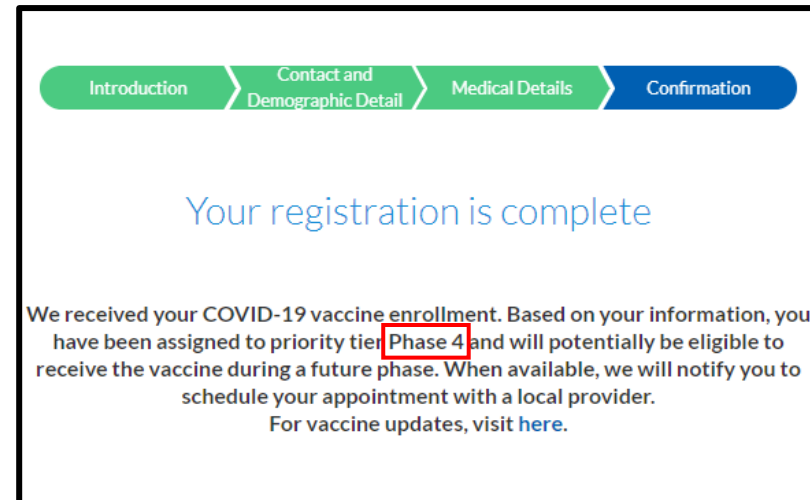 Introduction
Contact and
Demographic Detail
Medical Details
Confirmation
Your registration is complete
We received your COVID-19 vaccine enrollment. Based on your information, you
have been assigned to priority tier Phase 4 and will potentially be eligible to
receive the vaccine during a future phase. When available, we will notify you to
schedule your appointment with a local provider.
For vaccine updates, visit here.